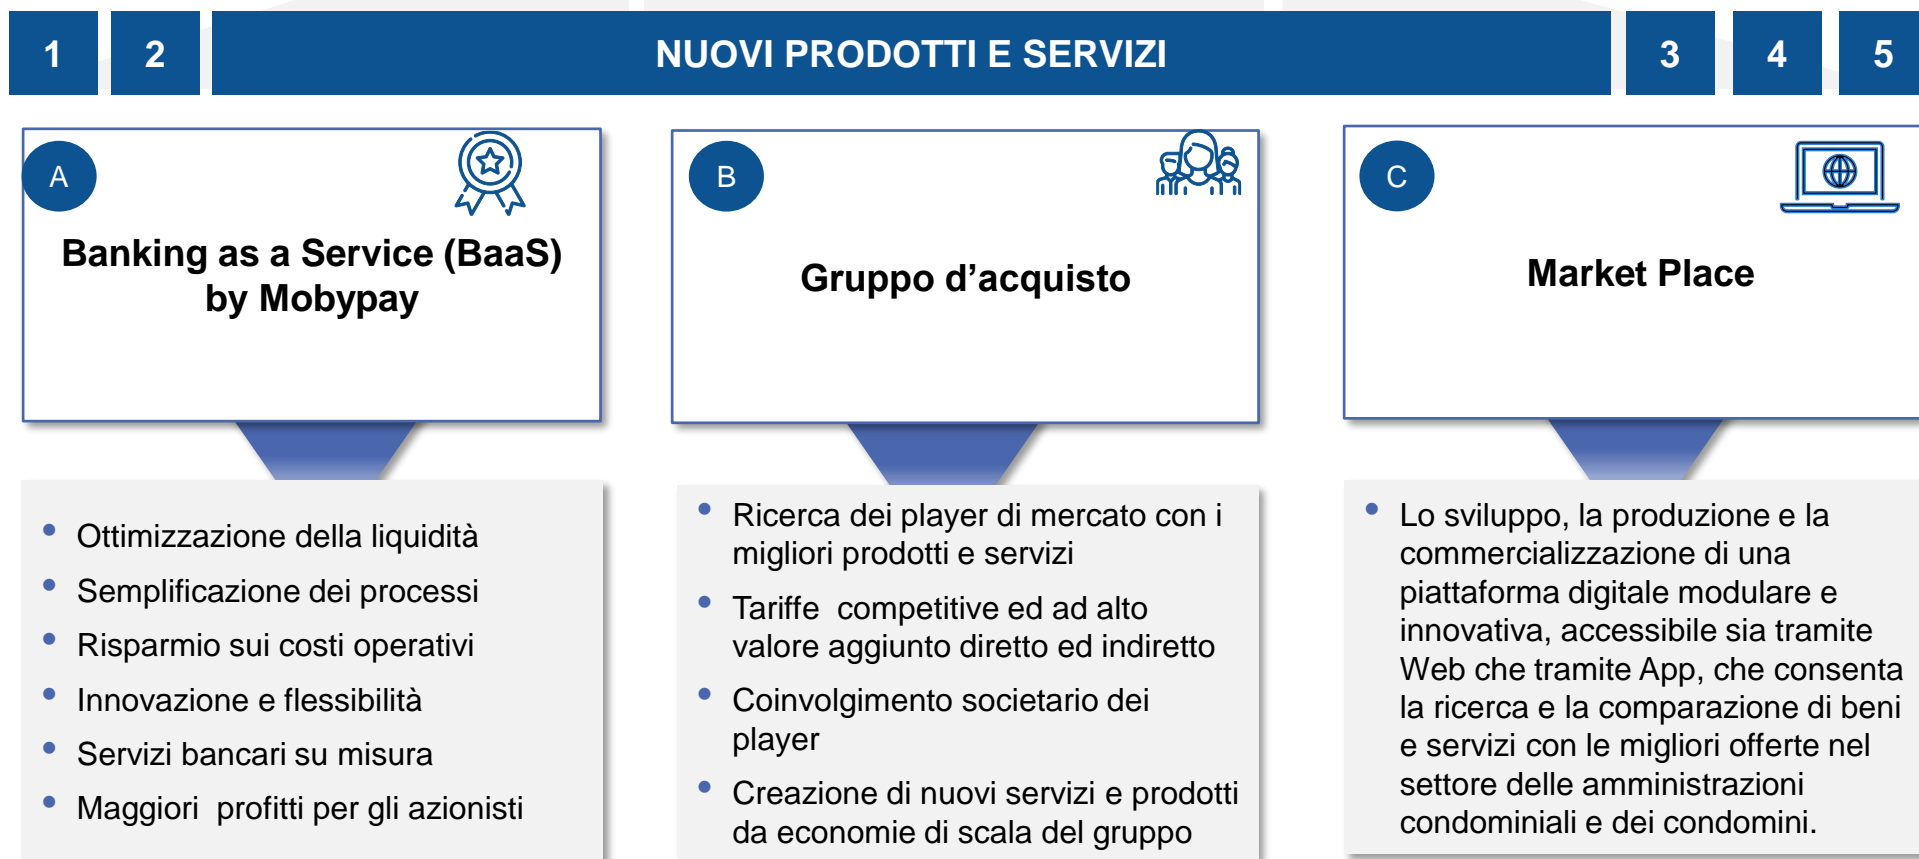 1 2 NUOVI PRODOTTI E SERVIZI 3 4 5
A
Banking as a Service (BaaS)
by Mobypay
• Ottimizzazione della liquidità
• Semplificazione dei processi
• Risparmio sui costi operativi
• Innovazione e flessibilità
• Servizi bancari su misura
• Maggiori  profitti per gli azionisti
B
Gruppo d’acquisto
• Ricerca dei player di mercato con i
migliori prodotti e servizi
• Tariffe  competitive ed ad alto
valore aggiunto diretto ed indiretto
• Coinvolgimento societario dei
player
• Creazione di nuovi servizi e prodotti
da economie di scala del gruppo
C
Market Place
• Lo sviluppo, la produzione e la
commercializzazione di una
piattaforma digitale modulare e
innovativa, accessibile sia tramite
Web che tramite App, che consenta
la ricerca e la comparazione di beni
e servizi con le migliori offerte nel
settore delle amministrazioni
condominiali e dei condomini.